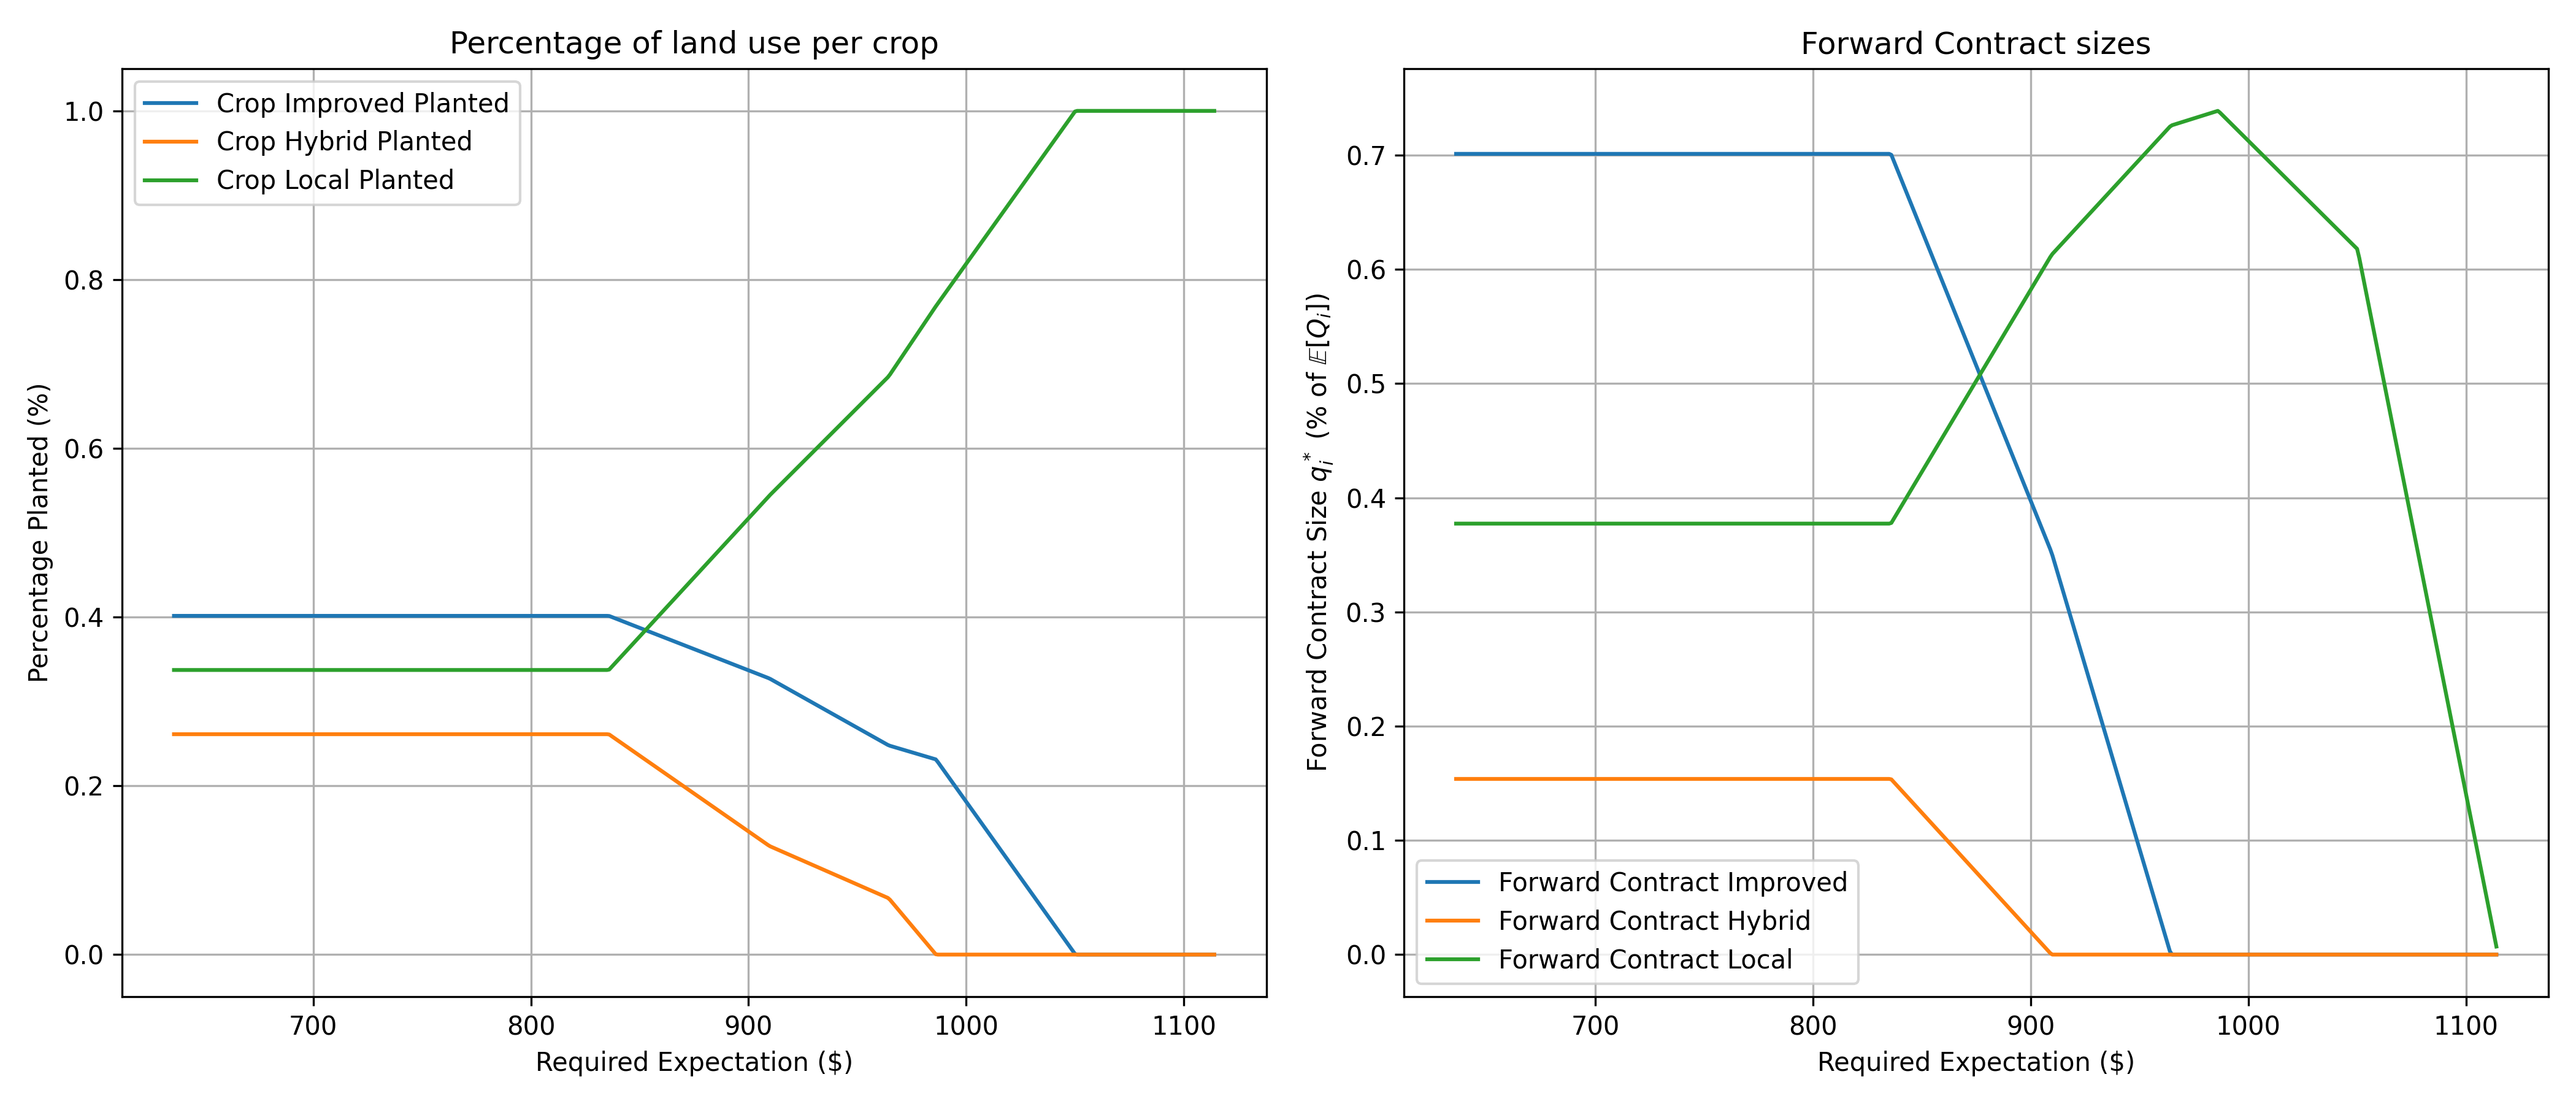 Percentage of land use per crop
Percentage Planted (%)
1.0
0.8
0.6
0.4
0.2
0.0
Crop Improved Planted
Crop Hybrid Planted
Crop Local Planted
700 800 900 1000 1100
Required Expectation ($)
Forward Contract sizes
Forward Contract Size $q_i^*$ (% of $\mathbb{E}[Q_i]$)
0.7
0.6
0.5
0.4
0.3
0.2
0.1
0.0
Forward Contract Improved
Forward Contract Hybrid
Forward Contract Local
700 800 900 1000 1100
Required Expectation ($)